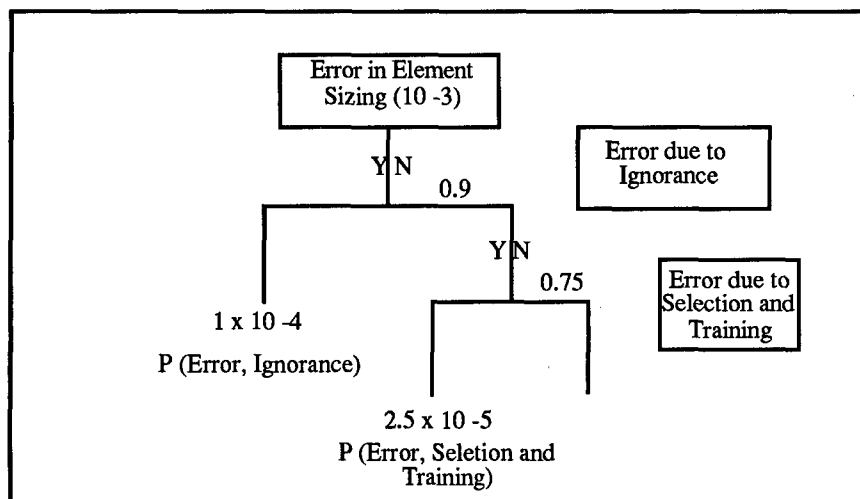 Error in Element
Sizing (10 -3)
Error due to
Ignorance
Y N
0.9
Y N
0.75
Error due to
Selection and
Training
1 x 10 -4
P (Error, Ignorance)
2.5 x 10 -5
P (Error, Seletion and
Training)